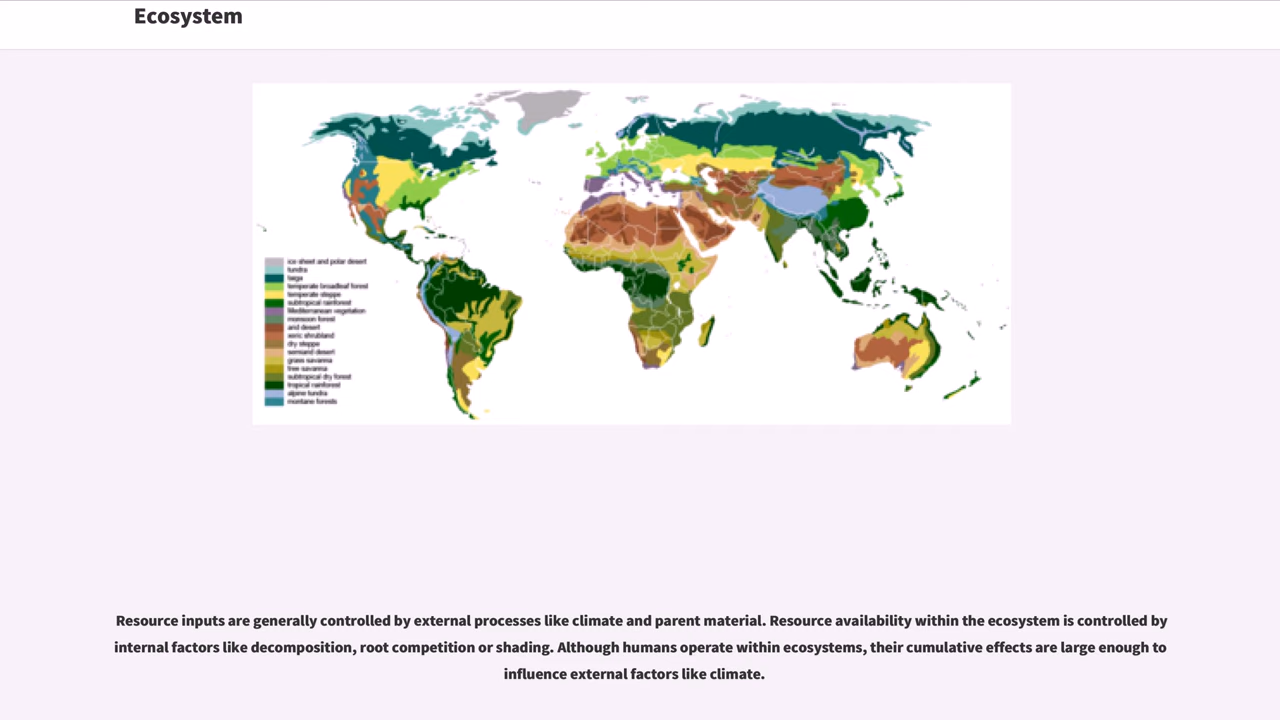 Ecosystem
ice sheet and polar desert
tundra
taiga
temperate broadleaf forest
temperate steppe
subtropical rainforest
Mediterranean vegetation
monsoon forest
arid desert
xeric shrubland
dry steppe
semiarid desert
grass savanna
tree savanna
subtropical dry forest
tropical rainforest
alpine tundra
montane forests
Resource inputs are generally controlled by external processes like climate and parent material. Resource availability within the ecosystem is controlled by
internal factors like decomposition, root competition or shading. Although humans operate within ecosystems, their cumulative effects are large enough to
influence external factors like climate.